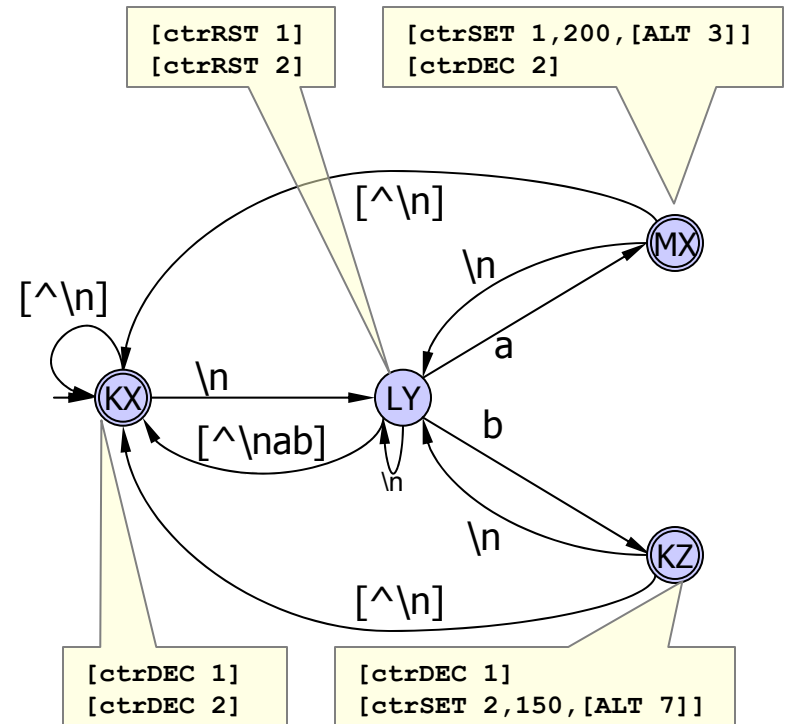 [ctrRST 1]
[ctrRST 2]
[ctrSET 1,200,[ALT 3]]
[ctrDEC 2]
[^\n]
MX
\n
[^\n]
a
\n
KX
LY
b
[^\nab]
\n
\n
KZ
[^\n]
[ctrDEC 1]
[ctrDEC 2]
[ctrDEC 1]
[ctrSET 2,150,[ALT 7]]